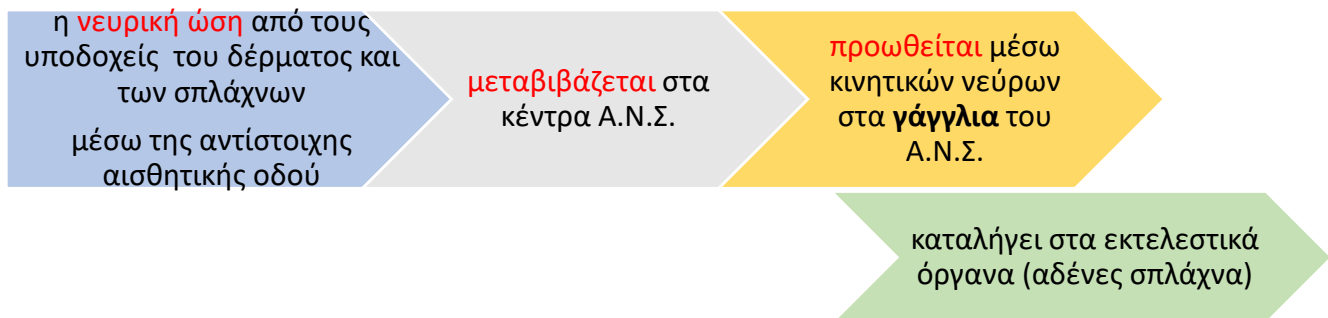 η νευρική ώση από τους
υποδοχείς του δέρματος και
των σπλάχνων
μέσω της αντίστοιχης
αισθητικής οδού
μεταβιβάζεται στα
κέντρα Α.Ν.Σ.
προωθείται μέσω
κινητικών νεύρων
στα γάγγλια του
Α.Ν.Σ.
καταλήγει στα εκτελεστικά
όργανα (αδένες σπλάχνα)